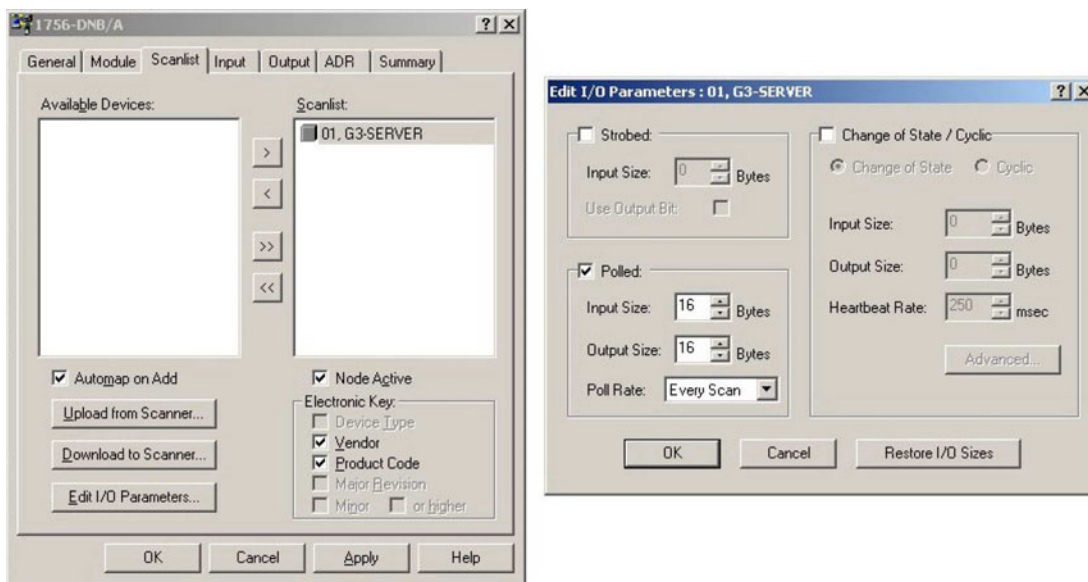 1756-DNB/A
General Module Scanlist Input Output ADR Summary
Available Devices:
Scanlist:
01, G3-SERVER
>
<
>>
<<
Automap on Add
Node Active
Upload from Scanner...
Download to Scanner...
Edit I/O Parameters...
Electronic Key:
Device Type
Vendor
Product Code
Major Revision
Minor or higher
OK Cancel Apply Help
Edit I/O Parameters : 01, G3-SERVER
Strobed:
Input Size: 0 Bytes
Use Output Bit:
Polled:
Input Size: 16 Bytes
Output Size: 16 Bytes
Poll Rate: Every Scan
Change of State / Cyclic
Change of State Cyclic
Input Size: 0 Bytes
Output Size: 0 Bytes
Heartbeat Rate: 250 msec
Advanced...
OK Cancel Restore I/O Sizes